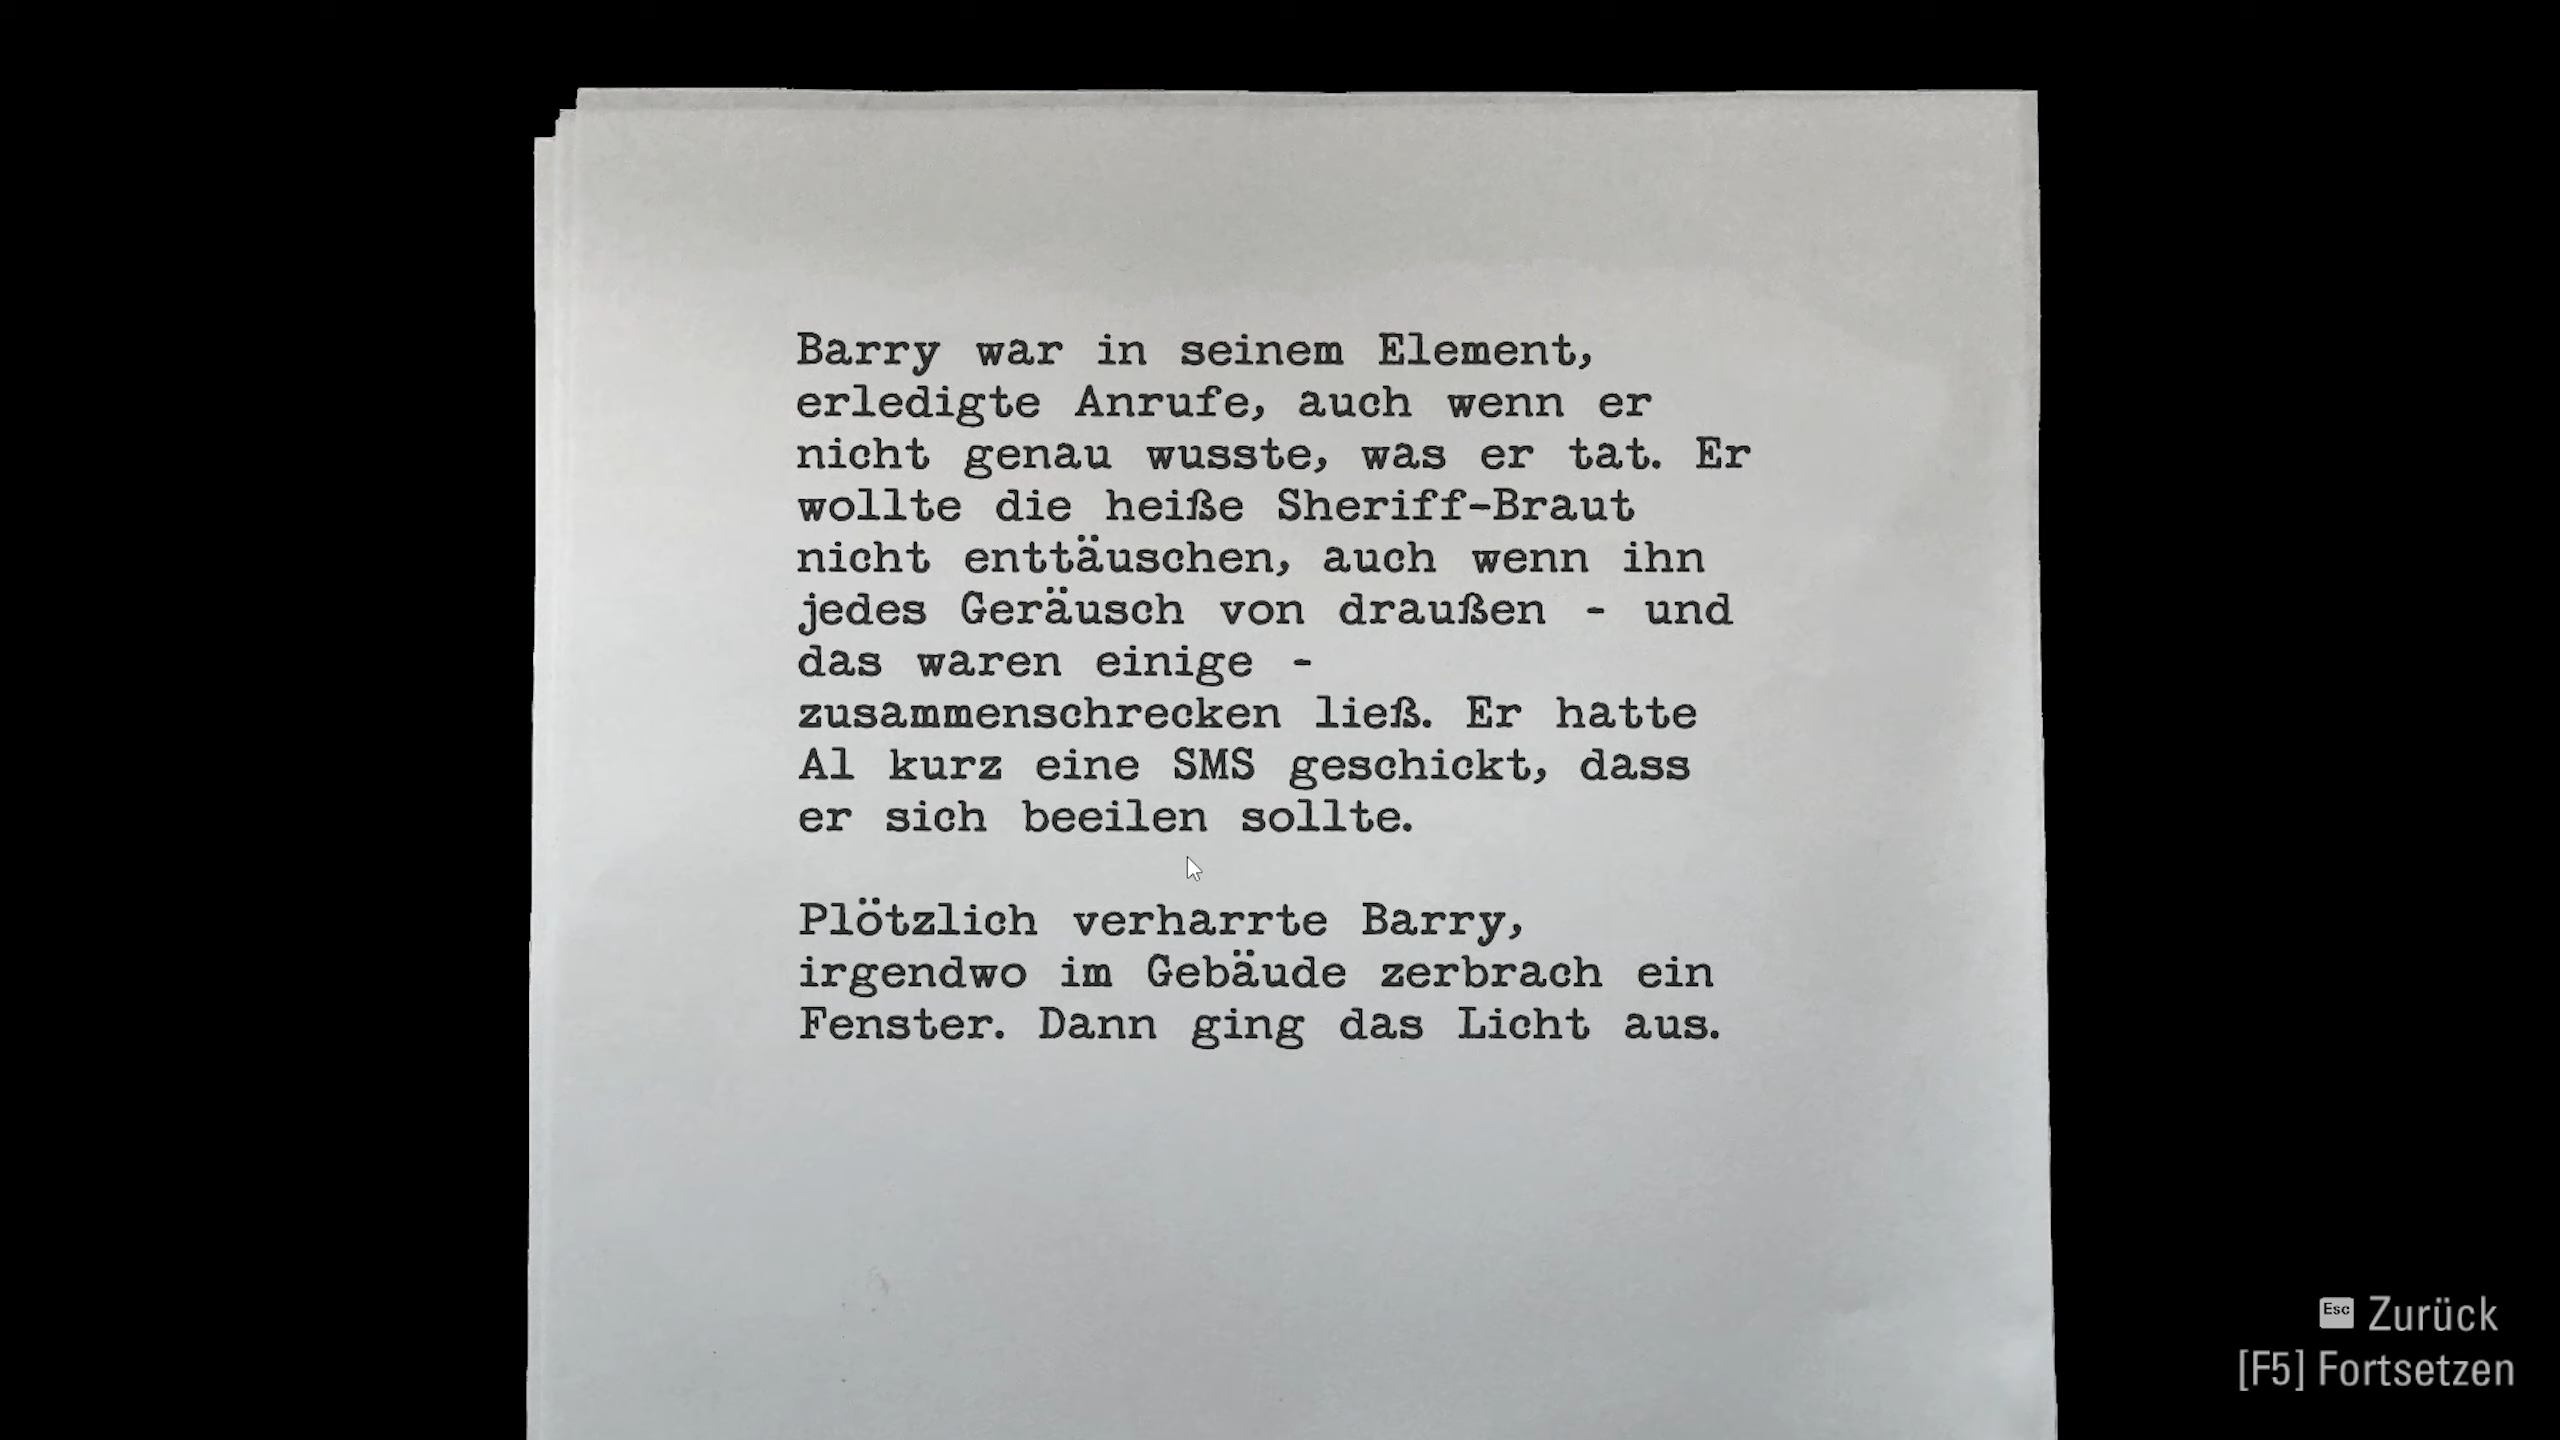 Barry war in seinem Element,
erledigte Anrufe, auch wenn er
nicht genau wusste, was er tat. Er
wollte die heiße Sheriff-Braut
nicht enttäuschen, auch wenn ihn
jedes Geräusch von draußen - und
das waren einige -
zusammenschrecken ließ. Er hatte
Al kurz eine SMS geschickt, dass
er sich beeilen sollte.
Plötzlich verharrte Barry,
irgendwo im Gebäude zerbrach ein
Fenster. Dann ging das Licht aus.
Esc Zurück
[F5] Fortsetzen